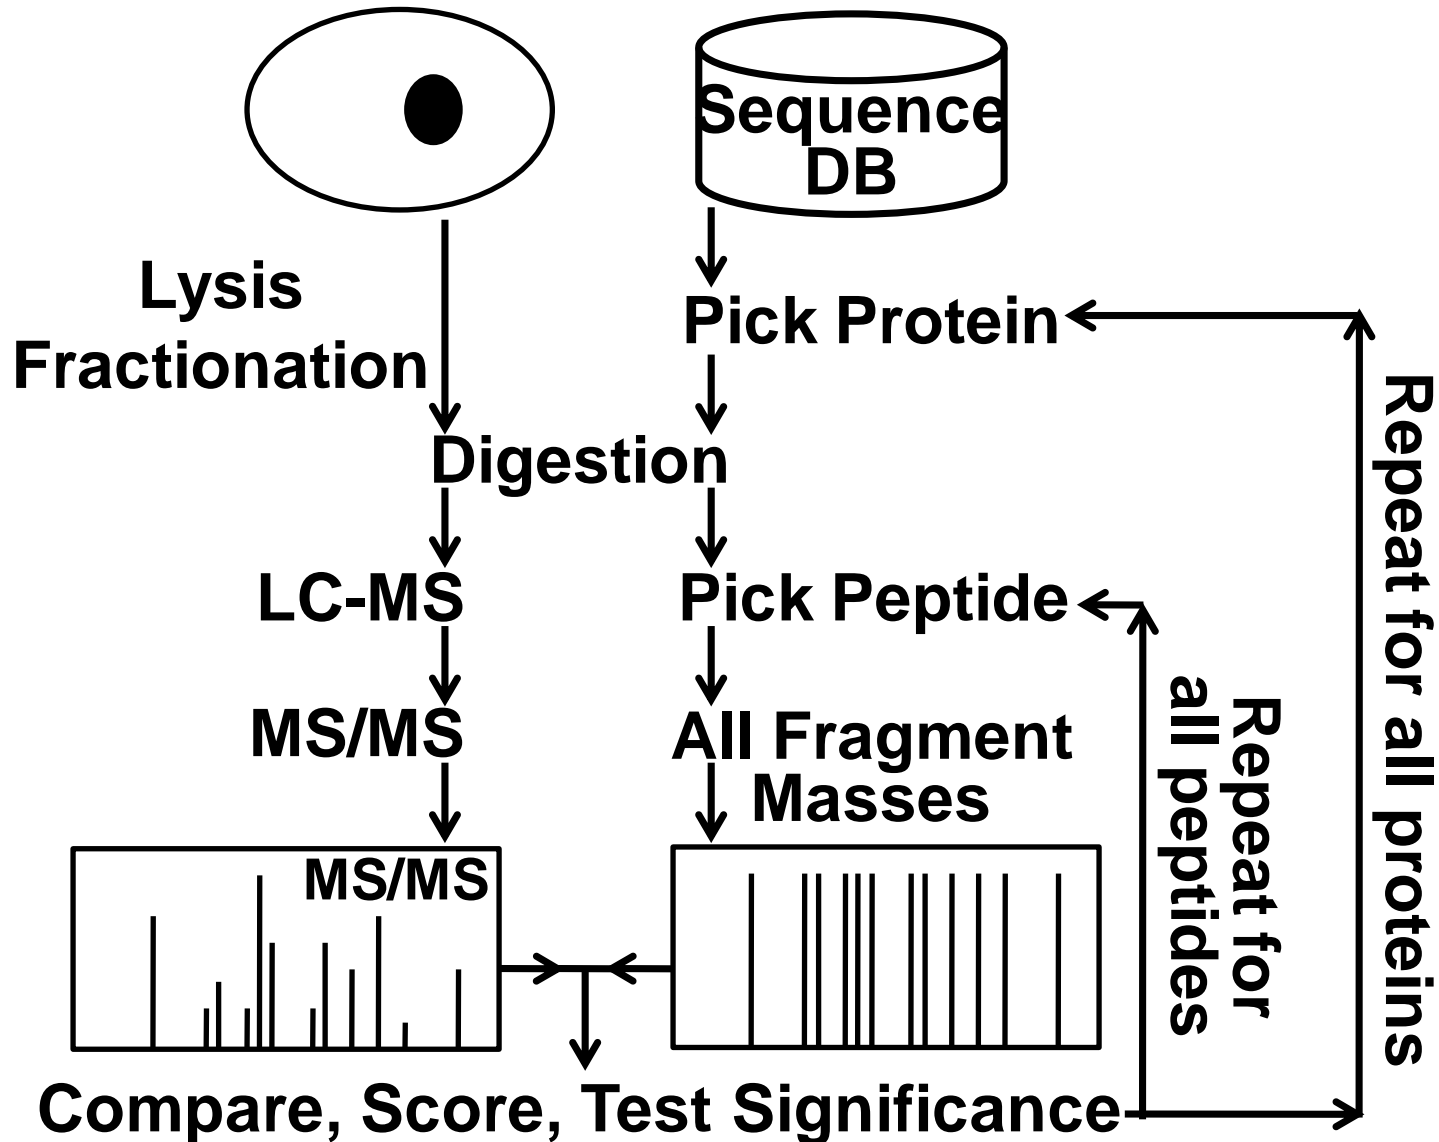 Sequence
DB
Lysis
Fractionation
Pick Protein
Digestion
LC-MS
Pick Peptide
MS/MS
All Fragment
Masses
MS/MS
Compare, Score, Test Significance
Repeat for
all peptides
Repeat for all proteins